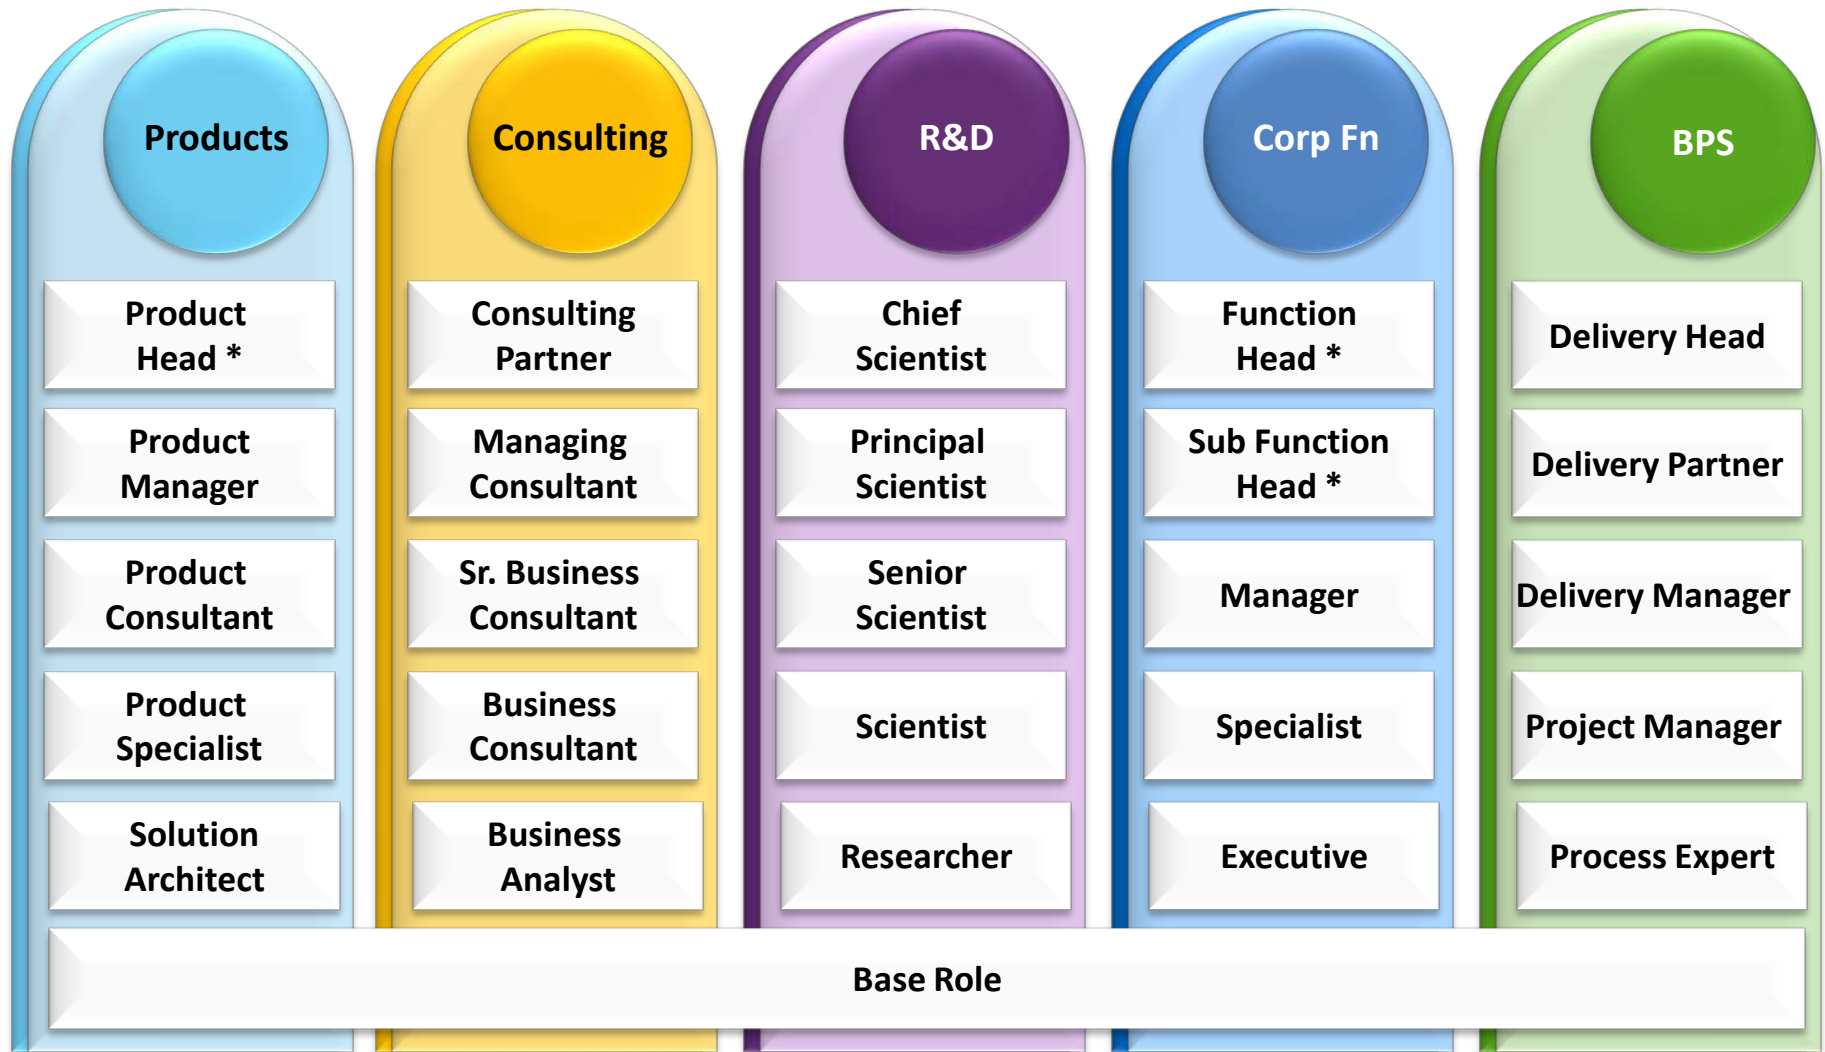 Products
Product
Head *
Product
Manager
Product
Consultant
Product
Specialist
Solution
Architect
Consulting
Consulting
Partner
Managing
Consultant
Sr. Business
Consultant
Business
Consultant
Business
Analyst
R&D
Chief
Scientist
Principal
Scientist
Senior
Scientist
Scientist
Researcher
Corp Fn
Function
Head *
Sub Function
Head *
Manager
Specialist
Executive
BPS
Delivery Head
Delivery Partner
Delivery Manager
Project Manager
Process Expert
Base Role